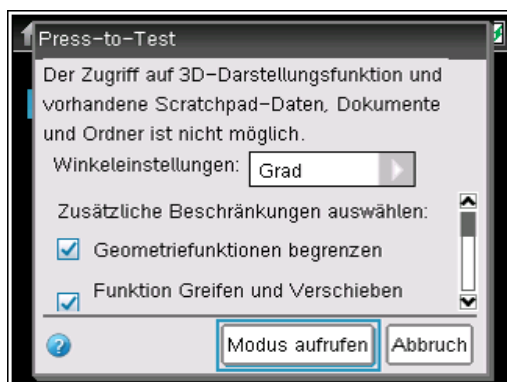 Press-to-Test
Der Zugriff auf 3D-Darstellungsfunktion und
vorhandene Scratchpad-Daten, Dokumente
und Ordner ist nicht möglich.
Winkeleinstellungen: Grad
Zusätzliche Beschränkungen auswählen:
Geometriefunktionen begrenzen
Funktion Greifen und Verschieben
? Modus aufrufen Abbruch